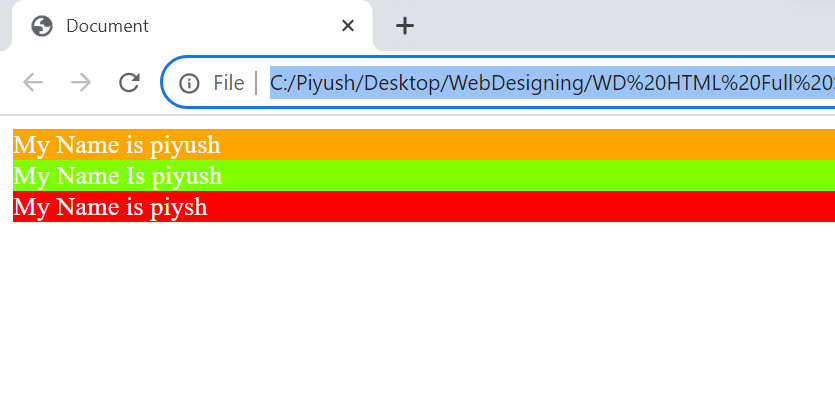 Document
File
C:/Piyush/Desktop/WebDesigning/WD%20HTML%20Full%20
My Name is piyush
My Name Is piyush
My Name is piysh